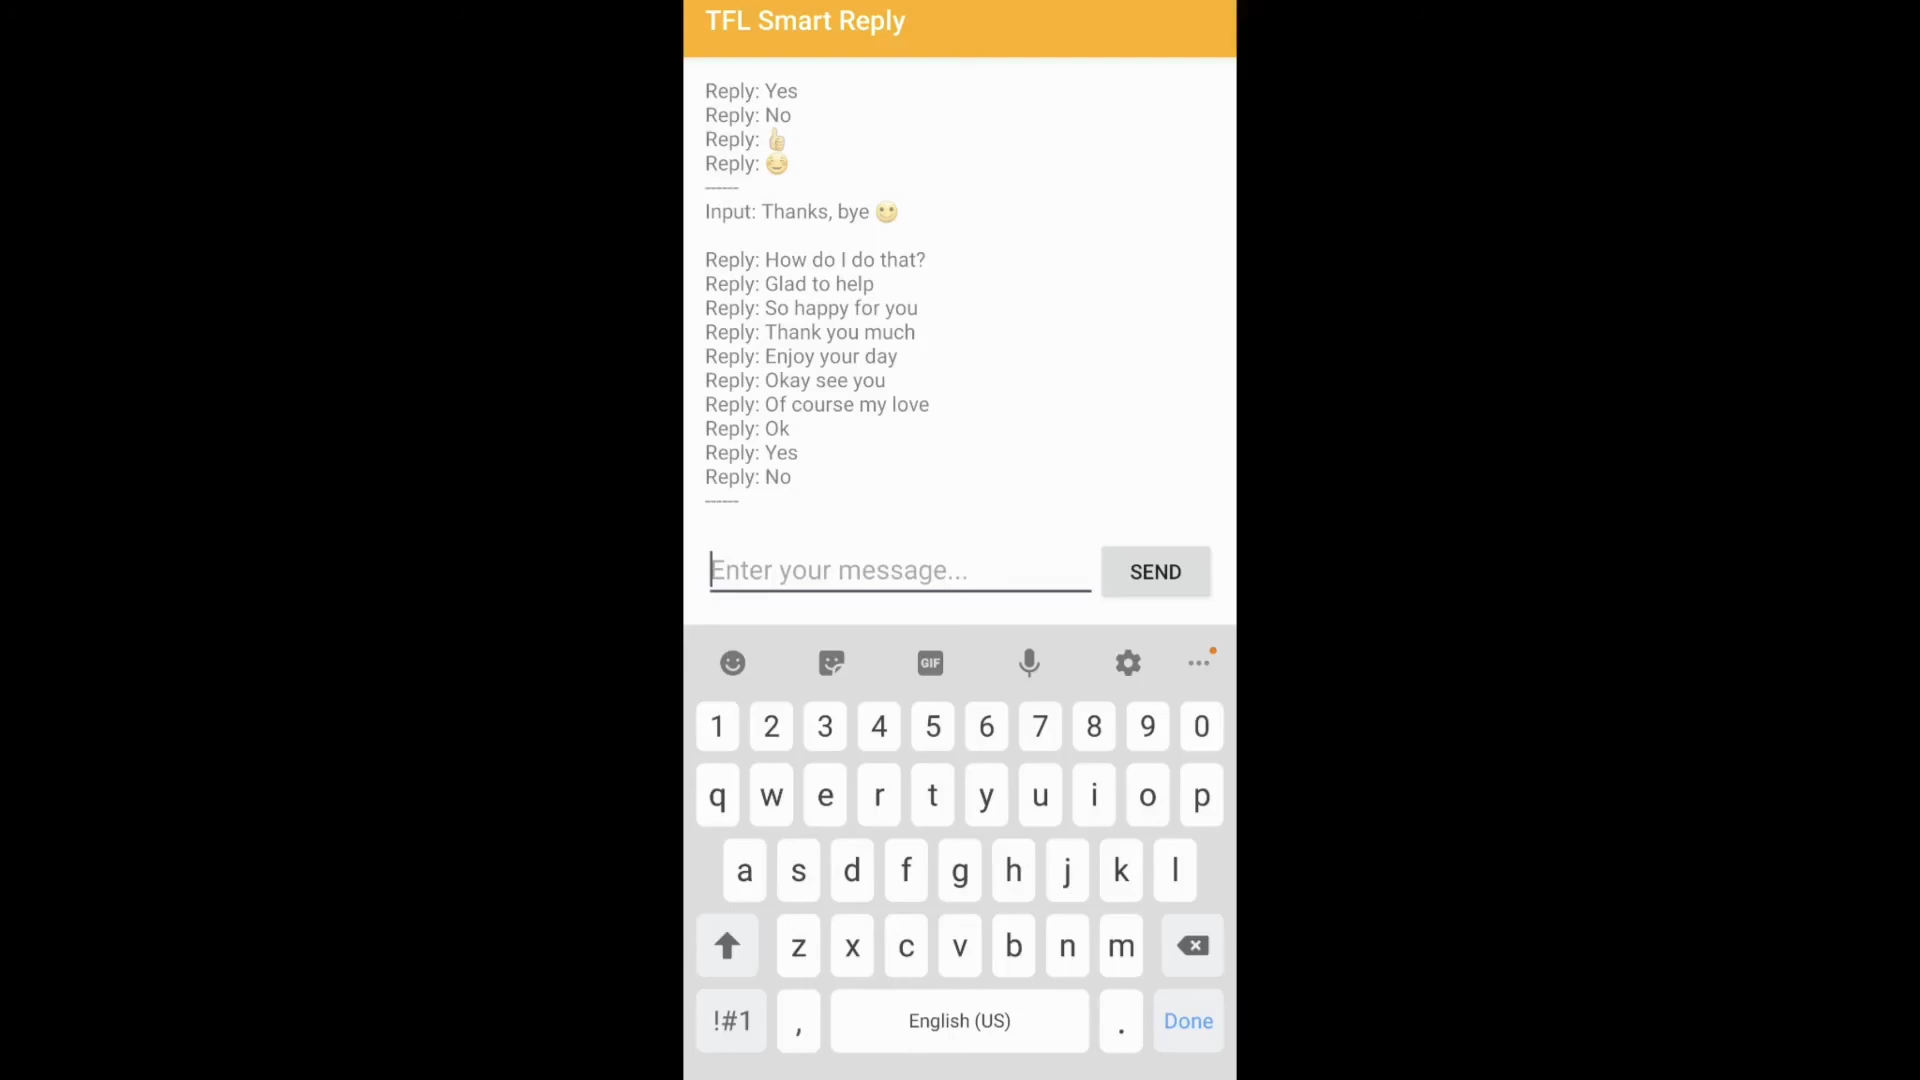 TFL Smart Reply
Reply: Yes
Reply: No
Reply: 👍
Reply: 😂
------
Input: Thanks, bye 🙂
Reply: How do I do that?
Reply: Glad to help
Reply: So happy for you
Reply: Thank you much
Reply: Enjoy your day
Reply: Okay see you
Reply: Of course my love
Reply: Ok
Reply: Yes
Reply: No
------
Enter your message... SEND
GIF
1 2 3 4 5 6 7 8 9 0
q w e r t y u i o p
a s d f g h j k l
z x c v b n m
!#1 , English (US) . Done